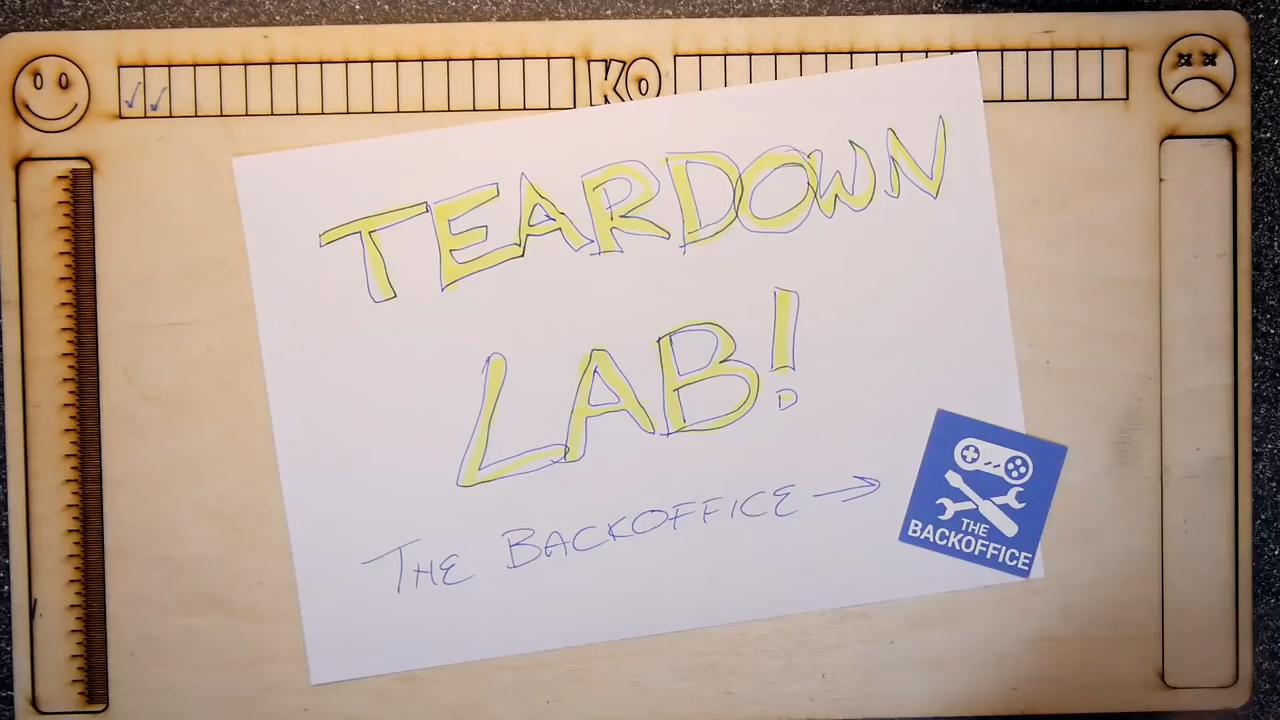 KO
TEARDOWN
LAB!
THE BACKOFFICE →
THE
BACKOFFICE